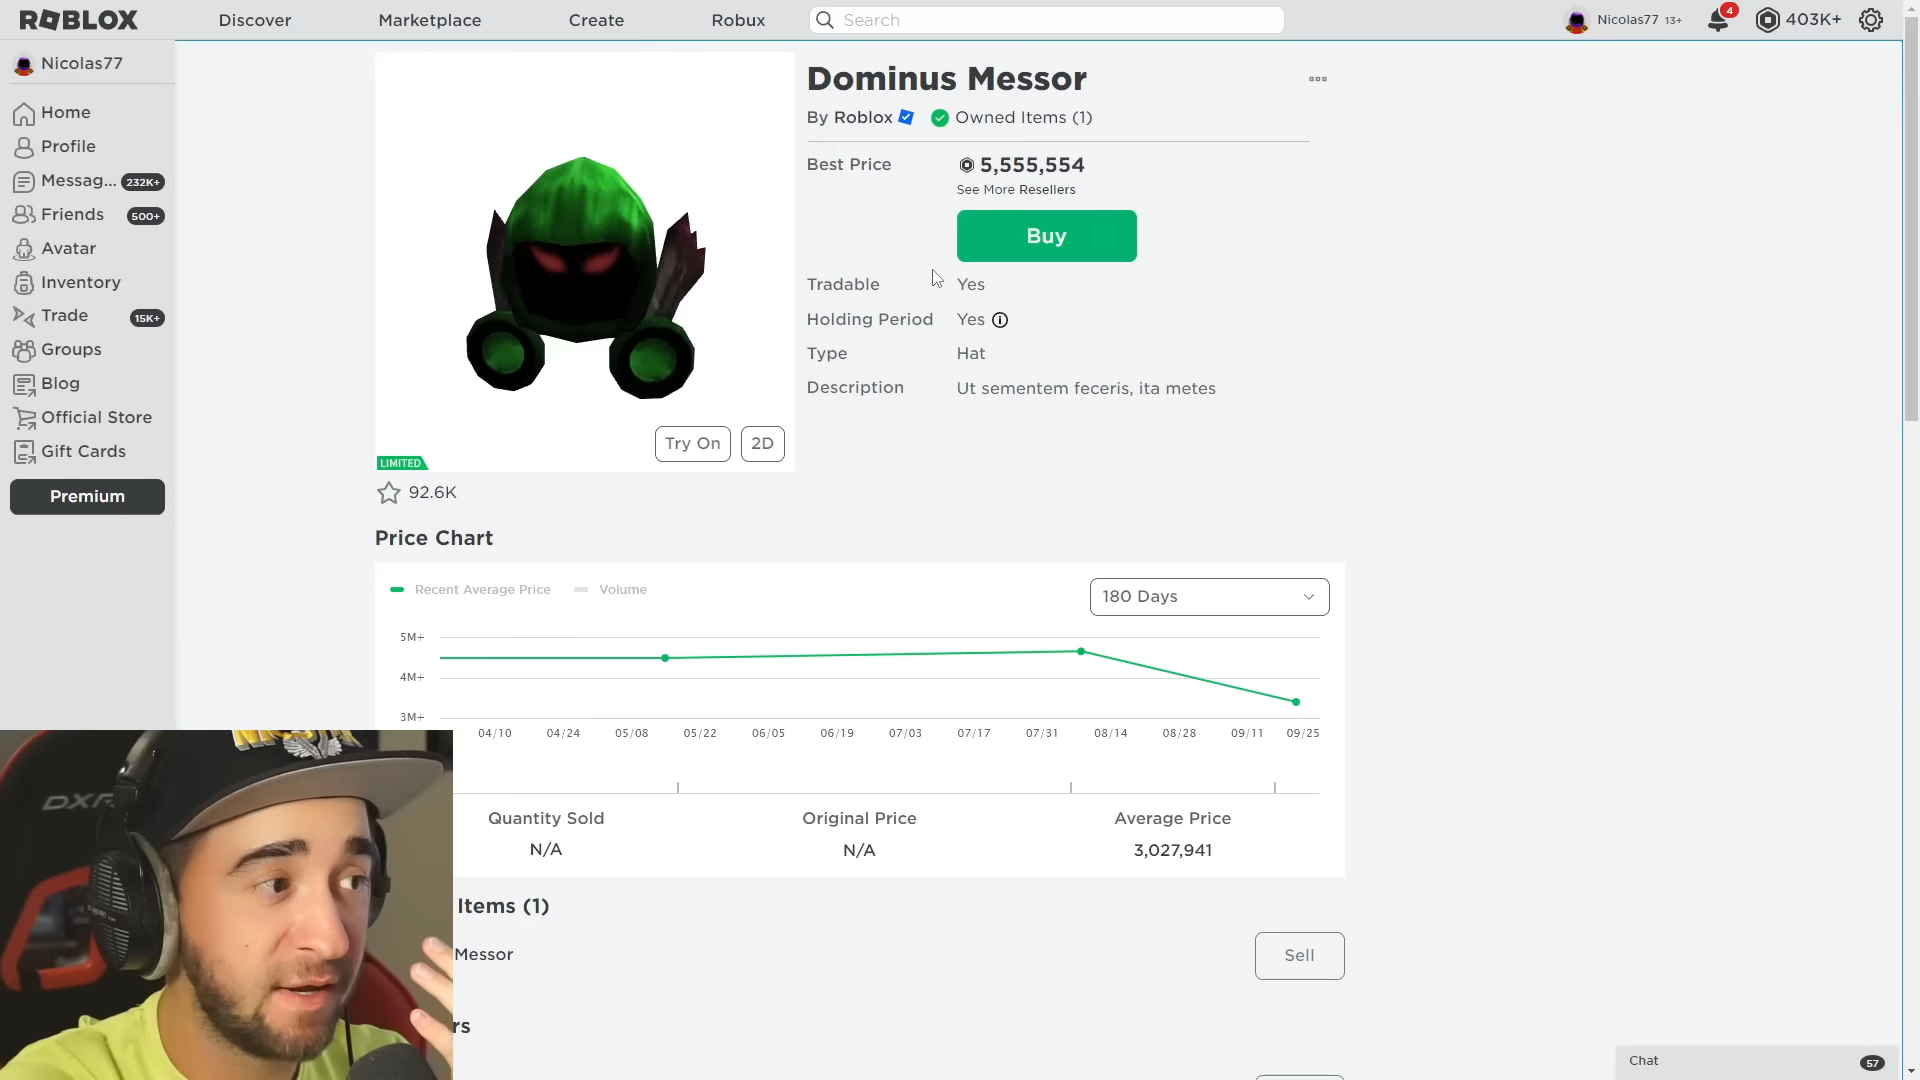 ROBLOX
Discover
Marketplace
Create
Robux
Search
Nicolas77 13+
4
403K+
Nicolas77
Home
Profile
Messag... 232K+
Friends 500+
Avatar
Inventory
Trade 15K+
Groups
Blog
Official Store
Gift Cards
Premium
Try On
2D
LIMITED
92.6K
Dominus Messor
By Roblox
Owned Items (1)
Best Price
5,555,554
See More Resellers
Buy
Tradable
Yes
Holding Period
Yes
Type
Hat
Description
Ut sementem feceris, ita metes
Price Chart
Recent Average Price
Volume
180 Days
5M+
4M+
3M+
04/10 04/24 05/08 05/22 06/05 06/19 07/03 07/17 07/31 08/14 08/28 09/11 09/25
Quantity Sold
N/A
Original Price
N/A
Average Price
3,027,941
Items (1)
Messor
Sell
rs
Chat
57